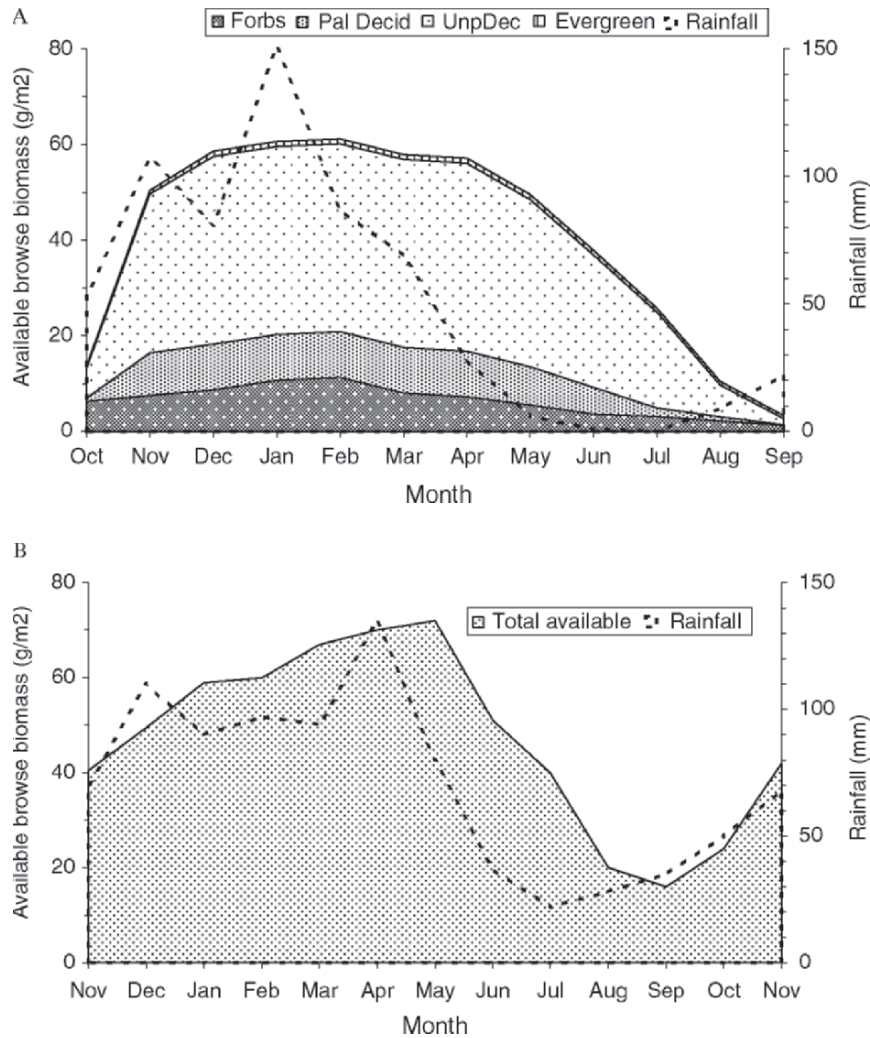 A
Forbs Pal Decid UnpDec Evergreen Rainfall
Available browse biomass (g/m2)
80
60
40
20
0
150
100
50
0
Rainfall (mm)
Oct Nov Dec Jan Feb Mar Apr May Jun Jul Aug Sep
Month
B
Total available Rainfall
Available browse biomass (g/m2)
80
60
40
20
0
150
100
50
0
Rainfall (mm)
Nov Dec Jan Feb Mar Apr May Jun Jul Aug Sep Oct Nov
Month